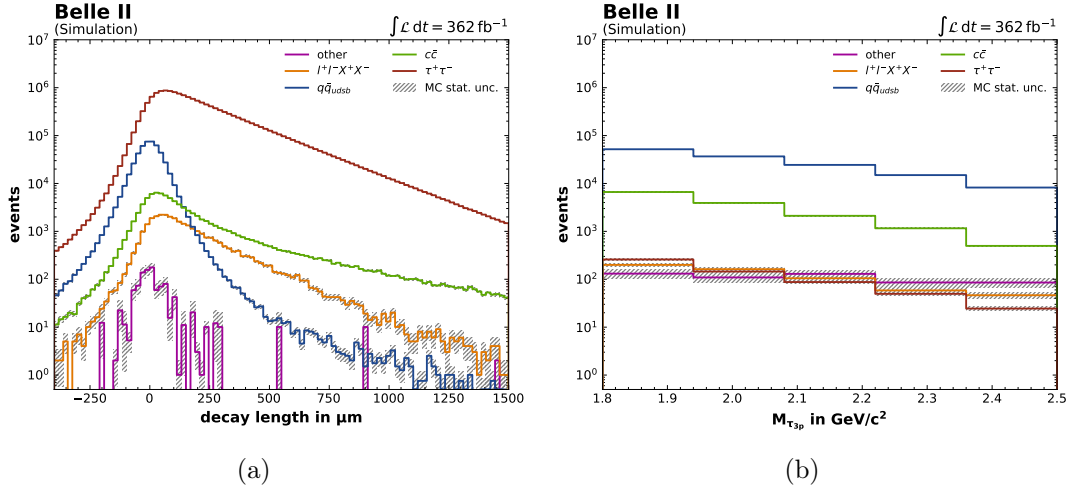 Belle II
(Simulation)
∫ℒ dt = 362 fb⁻¹
other
l⁺l⁻X⁺X⁻
qq̄udsb
cc̄
τ⁺τ⁻
MC stat. unc.
10⁷
10⁶
10⁵
10⁴
10³
10²
10¹
10⁰
events
−250 0 250 500 750 1000 1250 1500
decay length in μm
(a)
Belle II
(Simulation)
∫ℒ dt = 362 fb⁻¹
other
l⁺l⁻X⁺X⁻
qq̄udsb
cc̄
τ⁺τ⁻
MC stat. unc.
10⁷
10⁶
10⁵
10⁴
10³
10²
10¹
10⁰
events
1.8 1.9 2.0 2.1 2.2 2.3 2.4 2.5
M_τ3p in GeV/c²
(b)